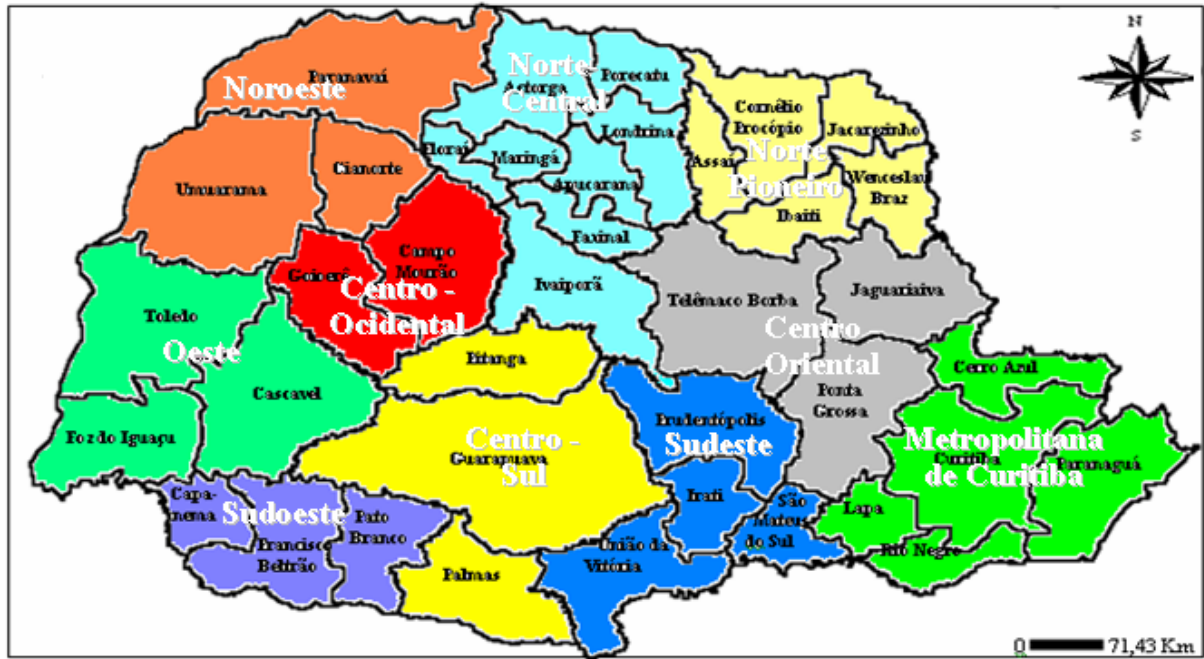 N
S
Noroeste
Paranavaí
Umuarama
Cianorte
Norte-
Central
Astorga
Porecatu
Londrina
Floraí
Maringá
Apucarana
Faxinal
Ivaiporã
Norte
Pioneiro
Cornélio
Procópio
Jacarezinho
Assaí
Wenceslau
Braz
Ibaiti
Centro -
Ocidental
Goioerê
Campo
Mourão
Centro
Oriental
Telêmaco Borba
Jaguariaiva
Ponta
Grossa
Oeste
Toledo
Cascavel
Foz do Iguaçu
Centro -
Sul
Pitanga
Guarapuava
Palmas
Sudeste
Prudentópolis
Irati
São
Mateus
do Sul
União da
Vitória
Metropolitana
de Curitiba
Cerro Azul
Curitiba
Paranaguá
Lapa
Rio Negro
Sudoeste
Capa-
nema
Francisco
Beltrão
Pato
Branco
0 71,43 Km